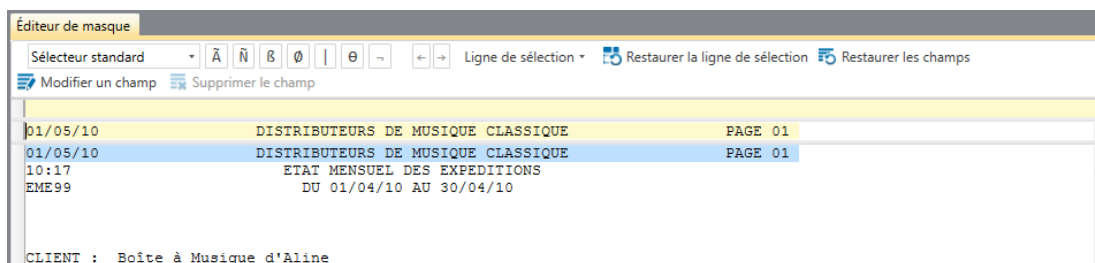 Éditeur de masque
Sélecteur standard Ã Ñ ß Ø | θ ¬ ← → Ligne de sélection Restaurer la ligne de sélection Restaurer les champs
Modifier un champ Supprimer le champ
01/05/10 DISTRIBUTEURS DE MUSIQUE CLASSIQUE PAGE 01
01/05/10 DISTRIBUTEURS DE MUSIQUE CLASSIQUE PAGE 01
10:17 ETAT MENSUEL DES EXPEDITIONS
EME99 DU 01/04/10 AU 30/04/10
CLIENT : Boîte à Musique d'Aline